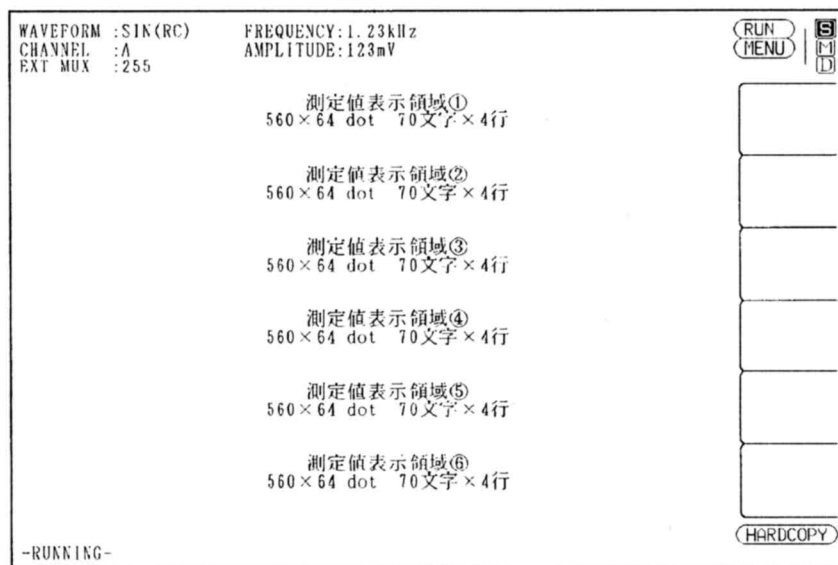 WAVEFORM :SIN(RC)
FREQUENCY:1.23kHz
CHANNEL :A
AMPLITUDE:123mV
EXT MUX :255
RUN
MENU
S
M
D
測定値表示領域①
560×64 dot 70文字×4行
測定値表示領域②
560×64 dot 70文字×4行
測定値表示領域③
560×64 dot 70文字×4行
測定値表示領域④
560×64 dot 70文字×4行
測定値表示領域⑤
560×64 dot 70文字×4行
測定値表示領域⑥
560×64 dot 70文字×4行
HARDCOPY
-RUNNING-